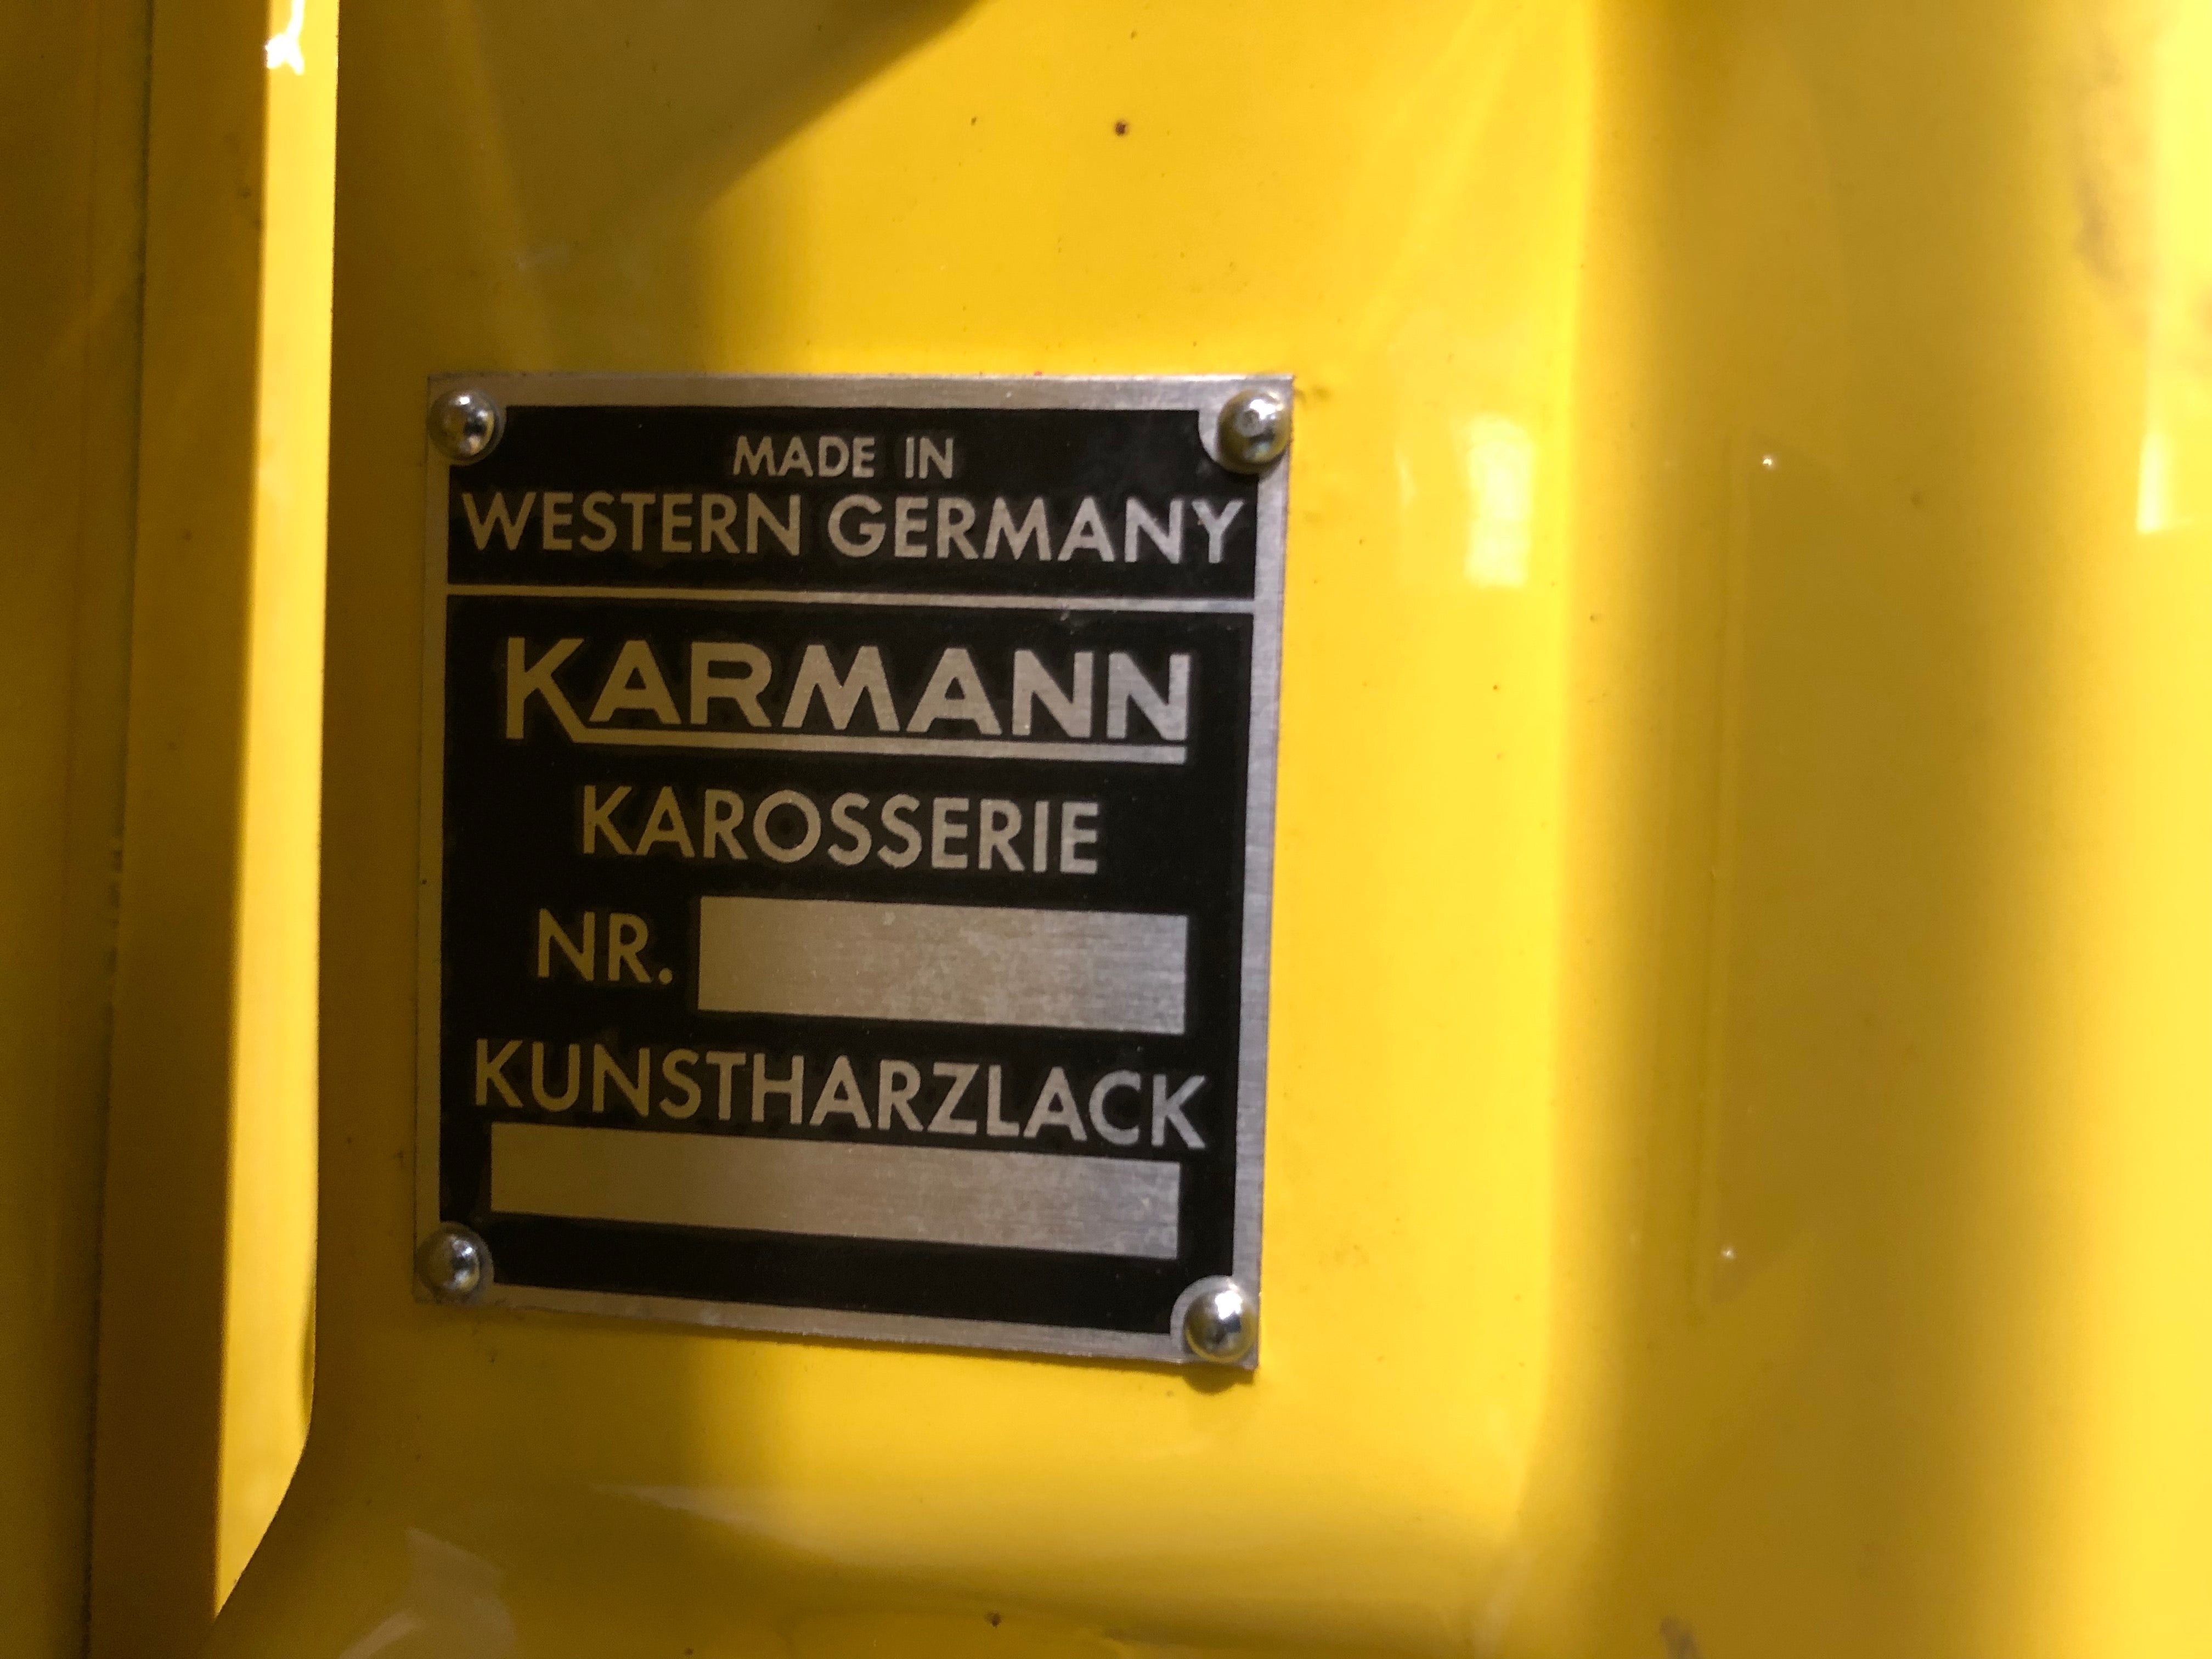 MADE IN
WESTERN GERMANY
KARMANN
KAROSSERIE
NR.
KUNSTHARZLACK